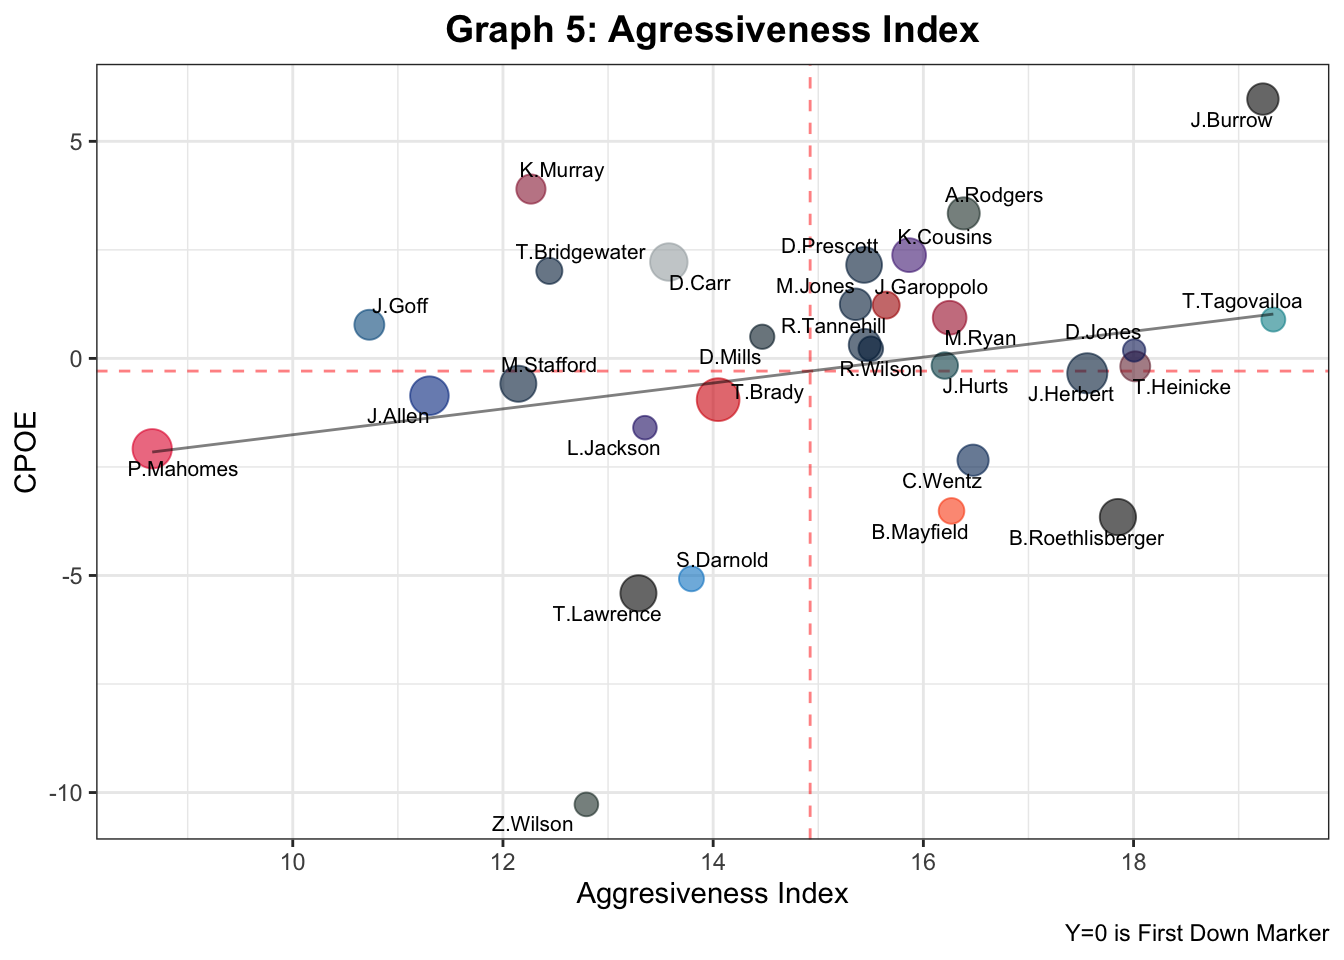 Graph 5: Agressiveness Index
J.Burrow
5
K.Murray
A.Rodgers
K.Cousins
D.Prescott
T.Bridgewater
D.Carr
M.Jones
J.Garoppolo
T.Tagovailoa
J.Goff
R.Tannehill
D.Jones
M.Ryan
0
D.Mills
M.Stafford
R.Wilson
J.Hurts
T.Heinicke
T.Brady
J.Herbert
J.Allen
L.Jackson
P.Mahomes
C.Wentz
B.Mayfield
B.Roethlisberger
S.Darnold
-5
T.Lawrence
-10
Z.Wilson
CPOE
10 12 14 16 18
Aggresiveness Index
Y=0 is First Down Marker